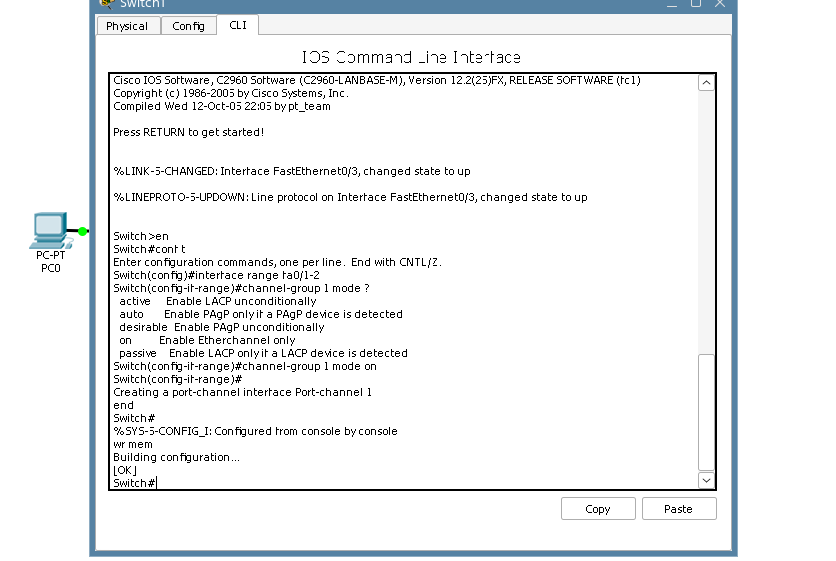 Switch1
Physical
Config
CLI
IOS Command Line Interface
Cisco IOS Software, C2960 Software (C2960-LANBASE-M), Version 12.2(25)FX, RELEASE SOFTWARE (fc1)
Copyright (c) 1986-2005 by Cisco Systems, Inc.
Compiled Wed 12-Oct-05 22:05 by pt_team
Press RETURN to get started!
%LINK-5-CHANGED: Interface FastEthernet0/3, changed state to up
%LINEPROTO-5-UPDOWN: Line protocol on Interface FastEthernet0/3, changed state to up
Switch>en
Switch#conf t
Enter configuration commands, one per line. End with CNTL/Z.
Switch(config)#interface range fa0/1-2
Switch(config-if-range)#channel-group 1 mode ?
active Enable LACP unconditionally
auto Enable PAgP only if a PAgP device is detected
desirable Enable PAgP unconditionally
on Enable Etherchannel only
passive Enable LACP only if a LACP device is detected
Switch(config-if-range)#channel-group 1 mode on
Switch(config-if-range)#
Creating a port-channel interface Port-channel 1
end
Switch#
%SYS-5-CONFIG_I: Configured from console by console
wr mem
Building configuration...
[OK]
Switch#
Copy
Paste
PC-PT
PC0